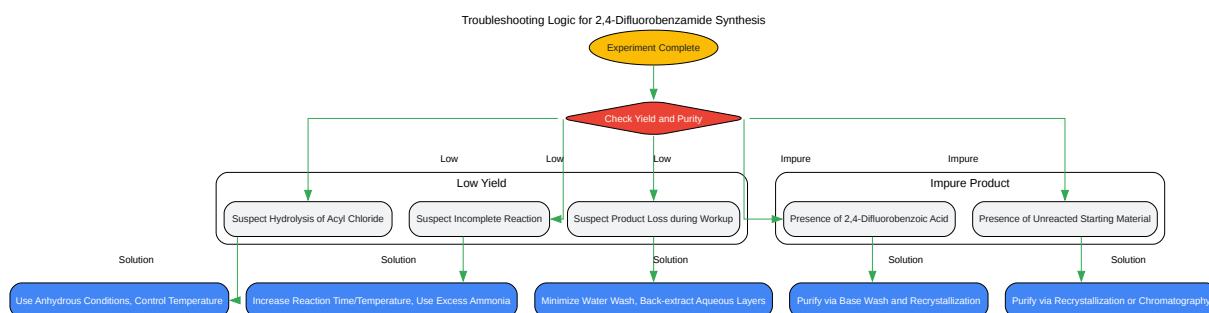 Troubleshooting Logic for 2,4-Difluorobenzamide Synthesis
Experiment Complete
Check Yield and Purity
Low
Low
Low
Impure
Impure
Low Yield
Impure Product
Suspect Hydrolysis of Acyl Chloride
Suspect Incomplete Reaction
Suspect Product Loss during Workup
Presence of 2,4-Difluorobenzoic Acid
Presence of Unreacted Starting Material
Solution
Solution
Solution
Solution
Solution
Use Anhydrous Conditions, Control Temperature
Increase Reaction Time/Temperature, Use Excess Ammonia
Minimize Water Wash, Back-extract Aqueous Layers
Purify via Base Wash and Recrystallization
Purify via Recrystallization or Chromatography